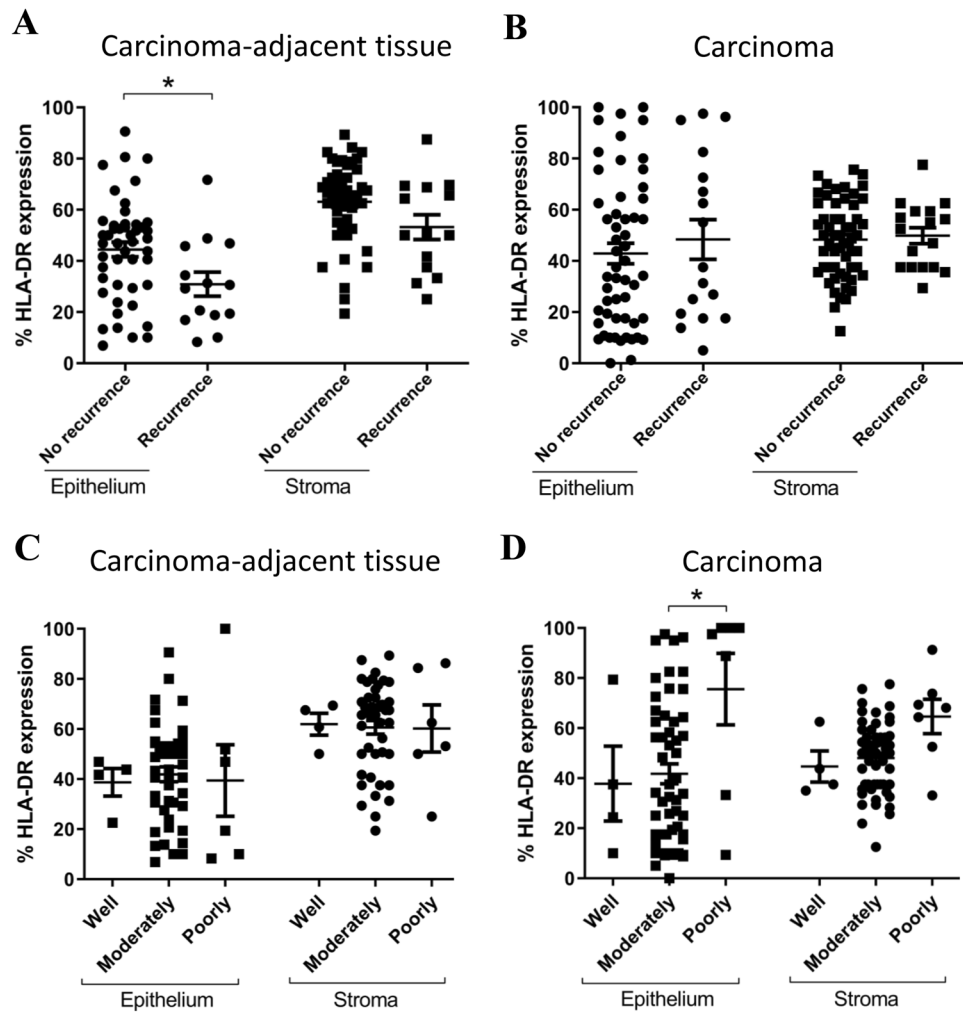 A
Carcinoma-adjacent tissue
*
% HLA-DR expression
100
80
60
40
20
0
No recurrence
Recurrence
No recurrence
Recurrence
Epithelium
Stroma
B
Carcinoma
% HLA-DR expression
100
80
60
40
20
0
No recurrence
Recurrence
No recurrence
Recurrence
Epithelium
Stroma
C
Carcinoma-adjacent tissue
% HLA-DR expression
100
80
60
40
20
0
Well
Moderately
Poorly
Well
Moderately
Poorly
Epithelium
Stroma
D
Carcinoma
*
% HLA-DR expression
100
80
60
40
20
0
Well
Moderately
Poorly
Well
Moderately
Poorly
Epithelium
Stroma